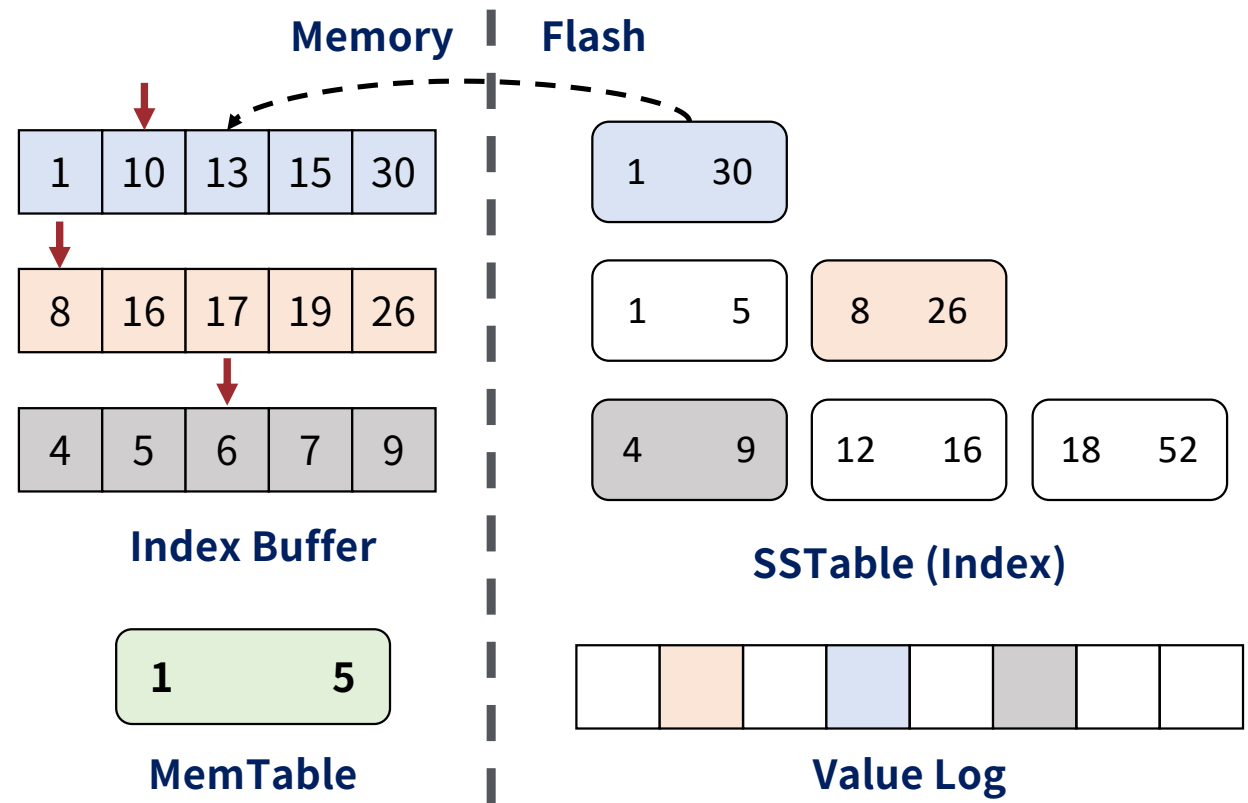 Memory
Flash
1 10 13 15 30
1 30
8 16 17 19 26
1 5
8 26
4 5 6 7 9
4 9
12 16
18 52
Index Buffer
SSTable (Index)
1 5
MemTable
Value Log